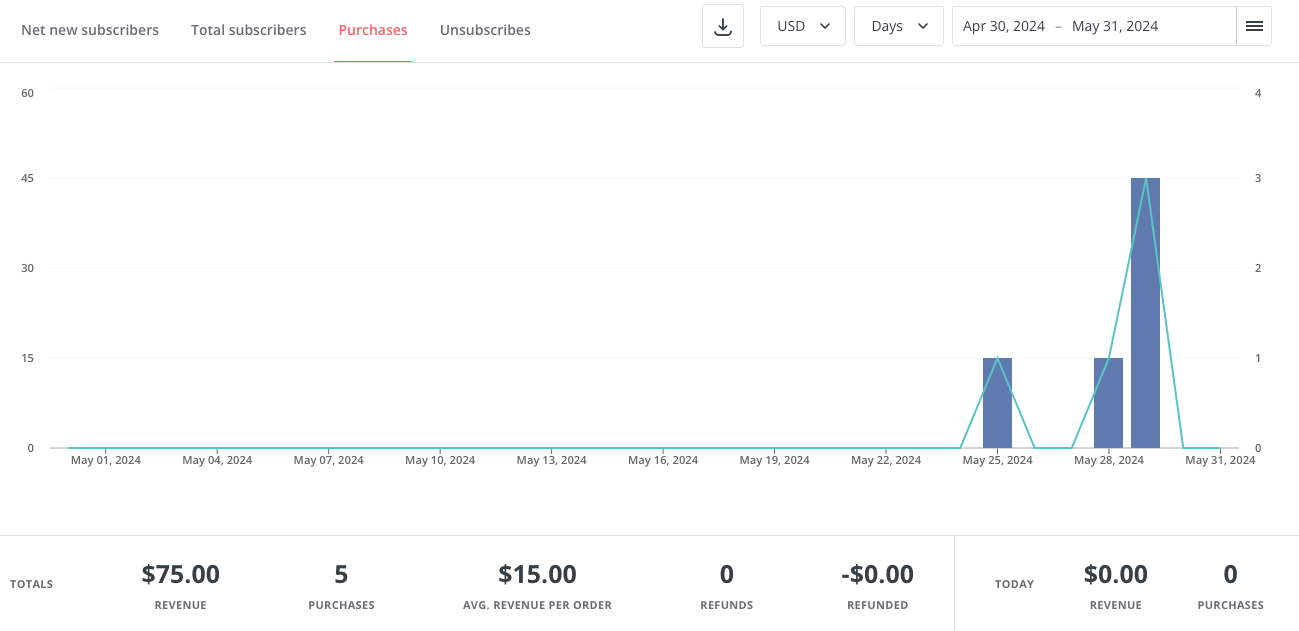 Net new subscribers Total subscribers Purchases Unsubscribes USD Days Apr 30, 2024 – May 31, 2024
60 4
45 3
30 2
15 1
0 0
May 01, 2024 May 04, 2024 May 07, 2024 May 10, 2024 May 13, 2024 May 16, 2024 May 19, 2024 May 22, 2024 May 25, 2024 May 28, 2024 May 31, 2024
TOTALS
$75.00 5 $15.00 0 -$0.00
REVENUE PURCHASES AVG. REVENUE PER ORDER REFUNDS REFUNDED
TODAY
$0.00 0
REVENUE PURCHASES